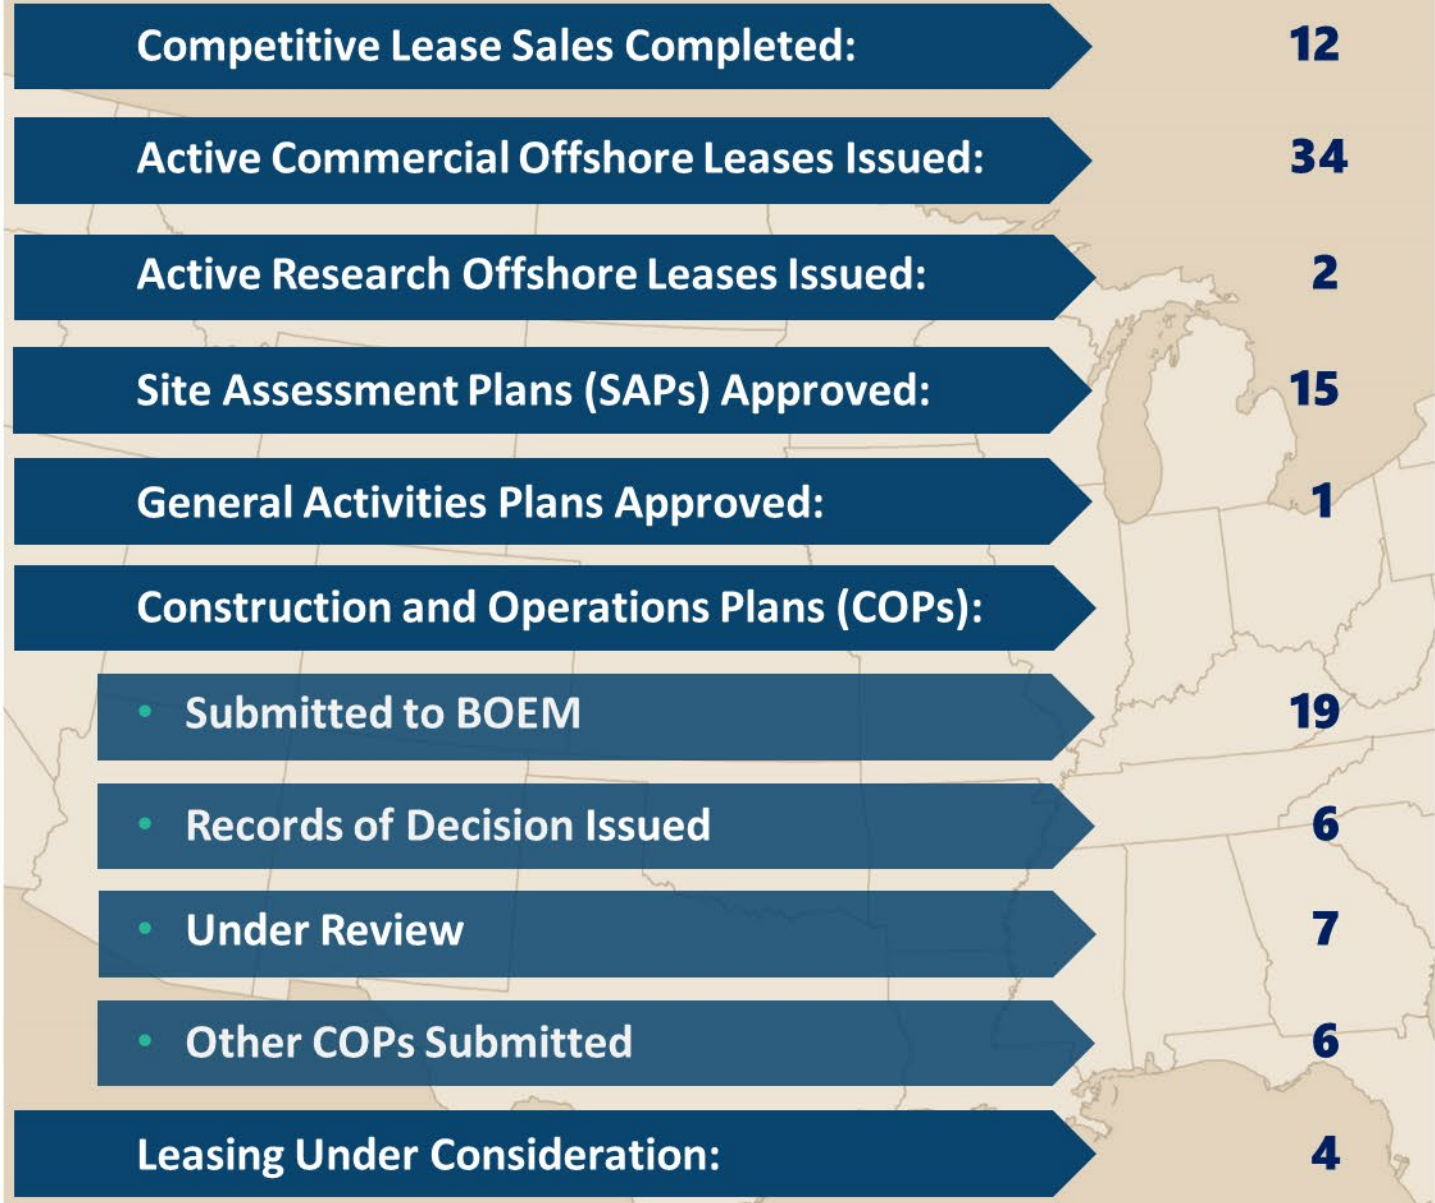 Competitive Lease Sales Completed: 12
Active Commercial Offshore Leases Issued: 34
Active Research Offshore Leases Issued: 2
Site Assessment Plans (SAPs) Approved: 15
General Activities Plans Approved: 1
Construction and Operations Plans (COPs):
• Submitted to BOEM 19
• Records of Decision Issued 6
• Under Review 7
• Other COPs Submitted 6
Leasing Under Consideration: 4